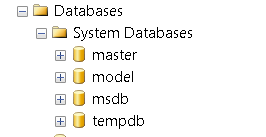 Databases
System Databases
master
model
msdb
tempdb